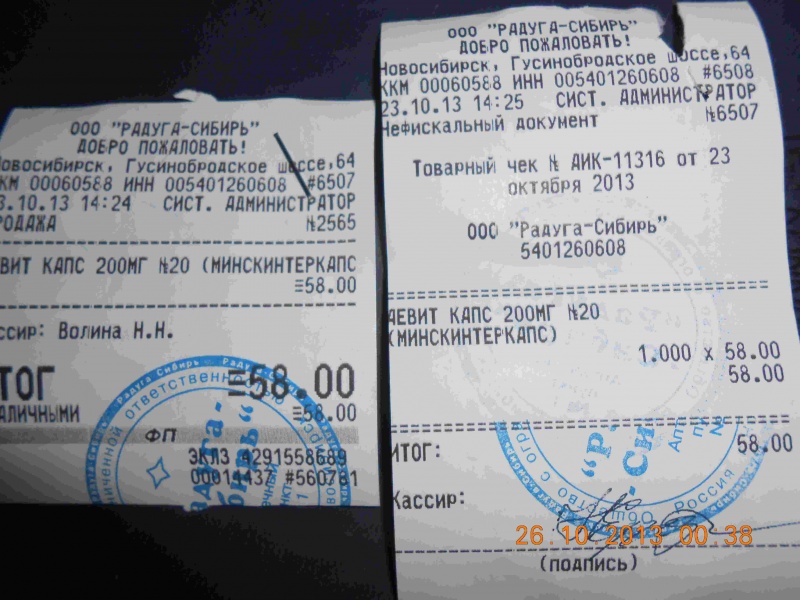 ООО "РАДУГА-СИБИРЬ"
ДОБРО ПОЖАЛОВАТЬ!
Новосибирск, Гусинобродское шоссе,64
ККМ 00060588 ИНН 005401260608 #6507
3.10.13 14:24 СИСТ. АДМИНИСТРАТОР
РОДАЖА №2565
ЕВИТ КАПС 200МГ №20 (МИНСКИНТЕРКАПС
≡58.00
ссир: Волина Н.Н.
ИТОГ ≡58.00
АЛИЧНЫМИ ≡58.00
ФП
ЭКЛЗ 4291558689
00014437 #560781
ООО "РАДУГА-СИБИРЬ"
ДОБРО ПОЖАЛОВАТЬ!
Новосибирск, Гусинобродское шоссе,64
ККМ 00060588 ИНН 005401260608 #6508
23.10.13 14:25 СИСТ. АДМИНИСТРАТОР
Нефискальный документ №6507
Товарный чек № АИК-11316 от 23
октября 2013
ООО "Радуга-Сибирь"
5401260608
АЕВИТ КАПС 200МГ №20
(МИНСКИНТЕРКАПС)
1.000 x 58.00
58.00
ИТОГ: 58.00
Кассир:
(подпись)
26.10.2013 00:38